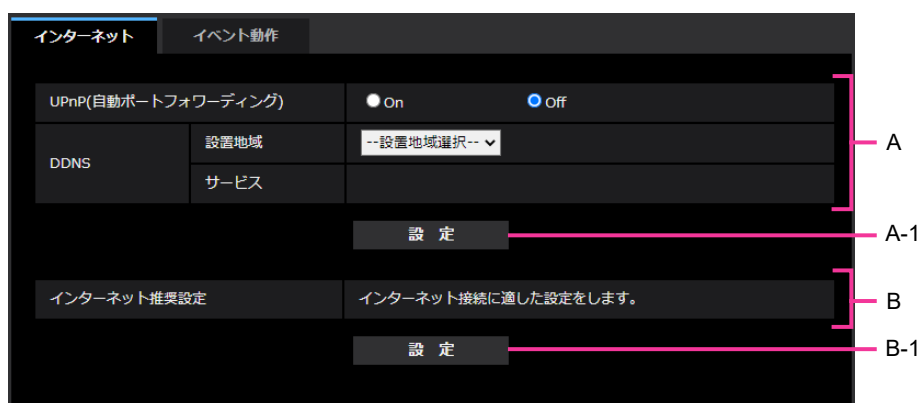 インターネット イベント動作
UPnP(自動ポートフォワーディング) On Off
A
DDNS 設置地域 --設置地域選択--
サービス
設 定 A-1
インターネット推奨設定 インターネット接続に適した設定をします。 B
設 定 B-1